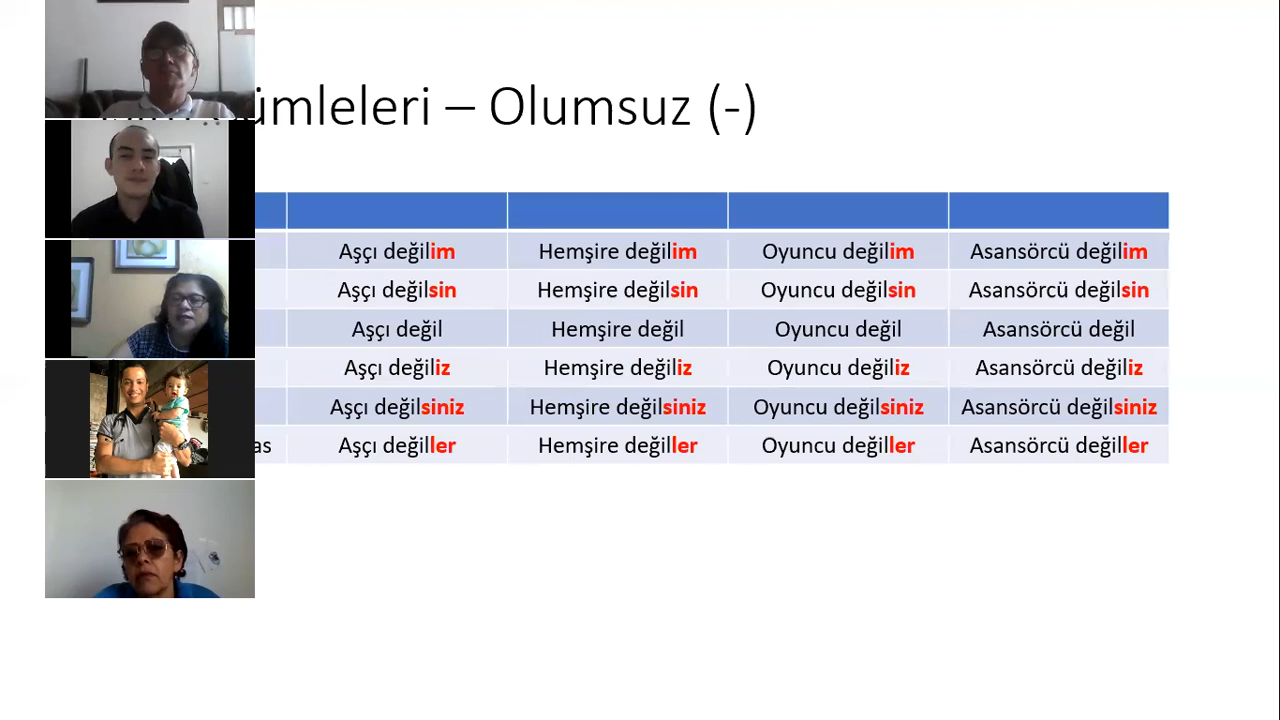 ümleleri – Olumsuz (-)
Aşçı değilim Hemşire değilim Oyuncu değilim Asansörcü değilim
Aşçı değilsin Hemşire değilsin Oyuncu değilsin Asansörcü değilsin
Aşçı değil Hemşire değil Oyuncu değil Asansörcü değil
Aşçı değiliz Hemşire değiliz Oyuncu değiliz Asansörcü değiliz
Aşçı değilsiniz Hemşire değilsiniz Oyuncu değilsiniz Asansörcü değilsiniz
as Aşçı değiller Hemşire değiller Oyuncu değiller Asansörcü değiller